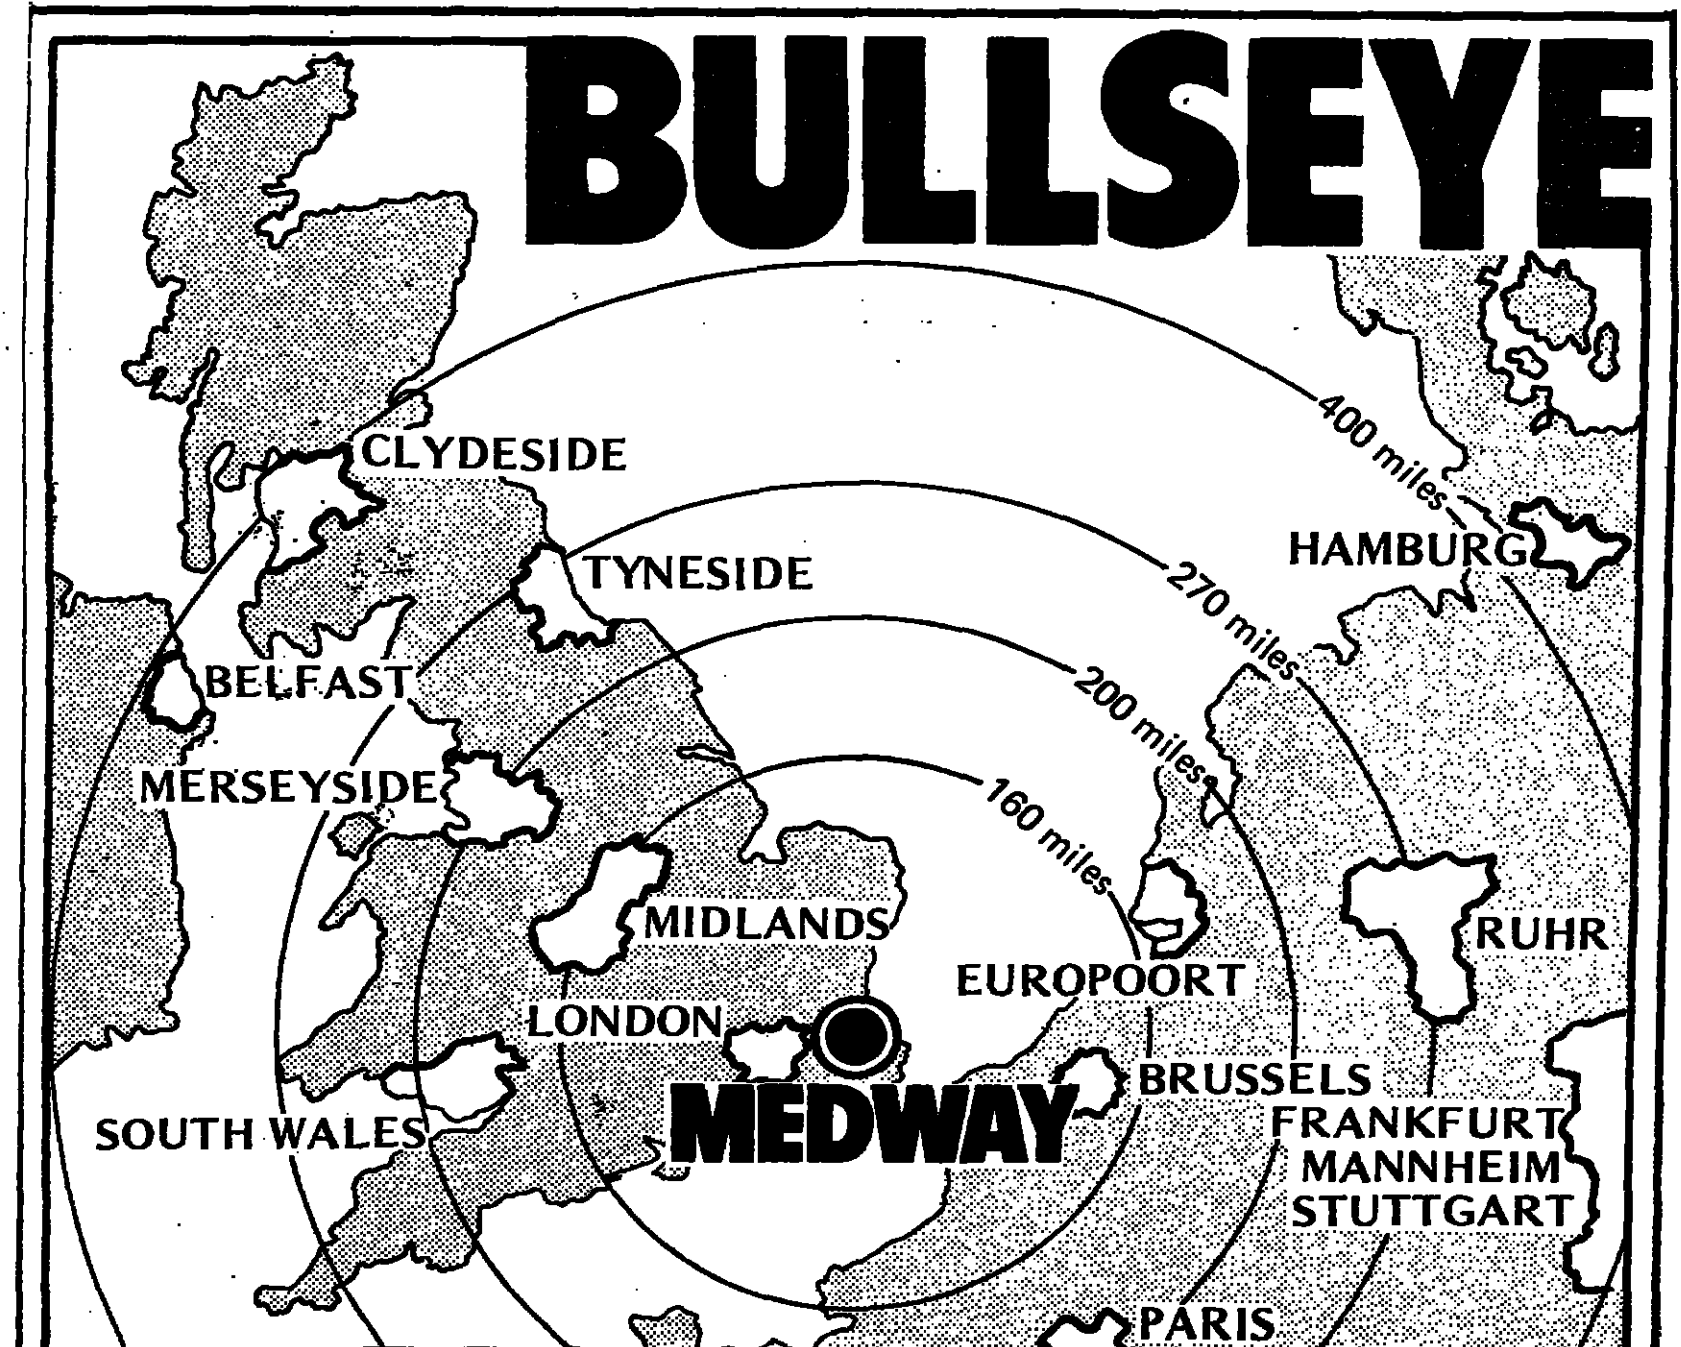 BULLSEYE
400 miles
CLYDESIDE
HAMBURG
TYNESIDE
270 miles
BELFAST
200 miles
MERSEYSIDE
160 miles
MIDLANDS
RUHR
EUROPOORT
LONDON
BRUSSELS
MEDWAY
SOUTH WALES
FRANKFURT
MANNHEIM
STUTTGART
PARIS